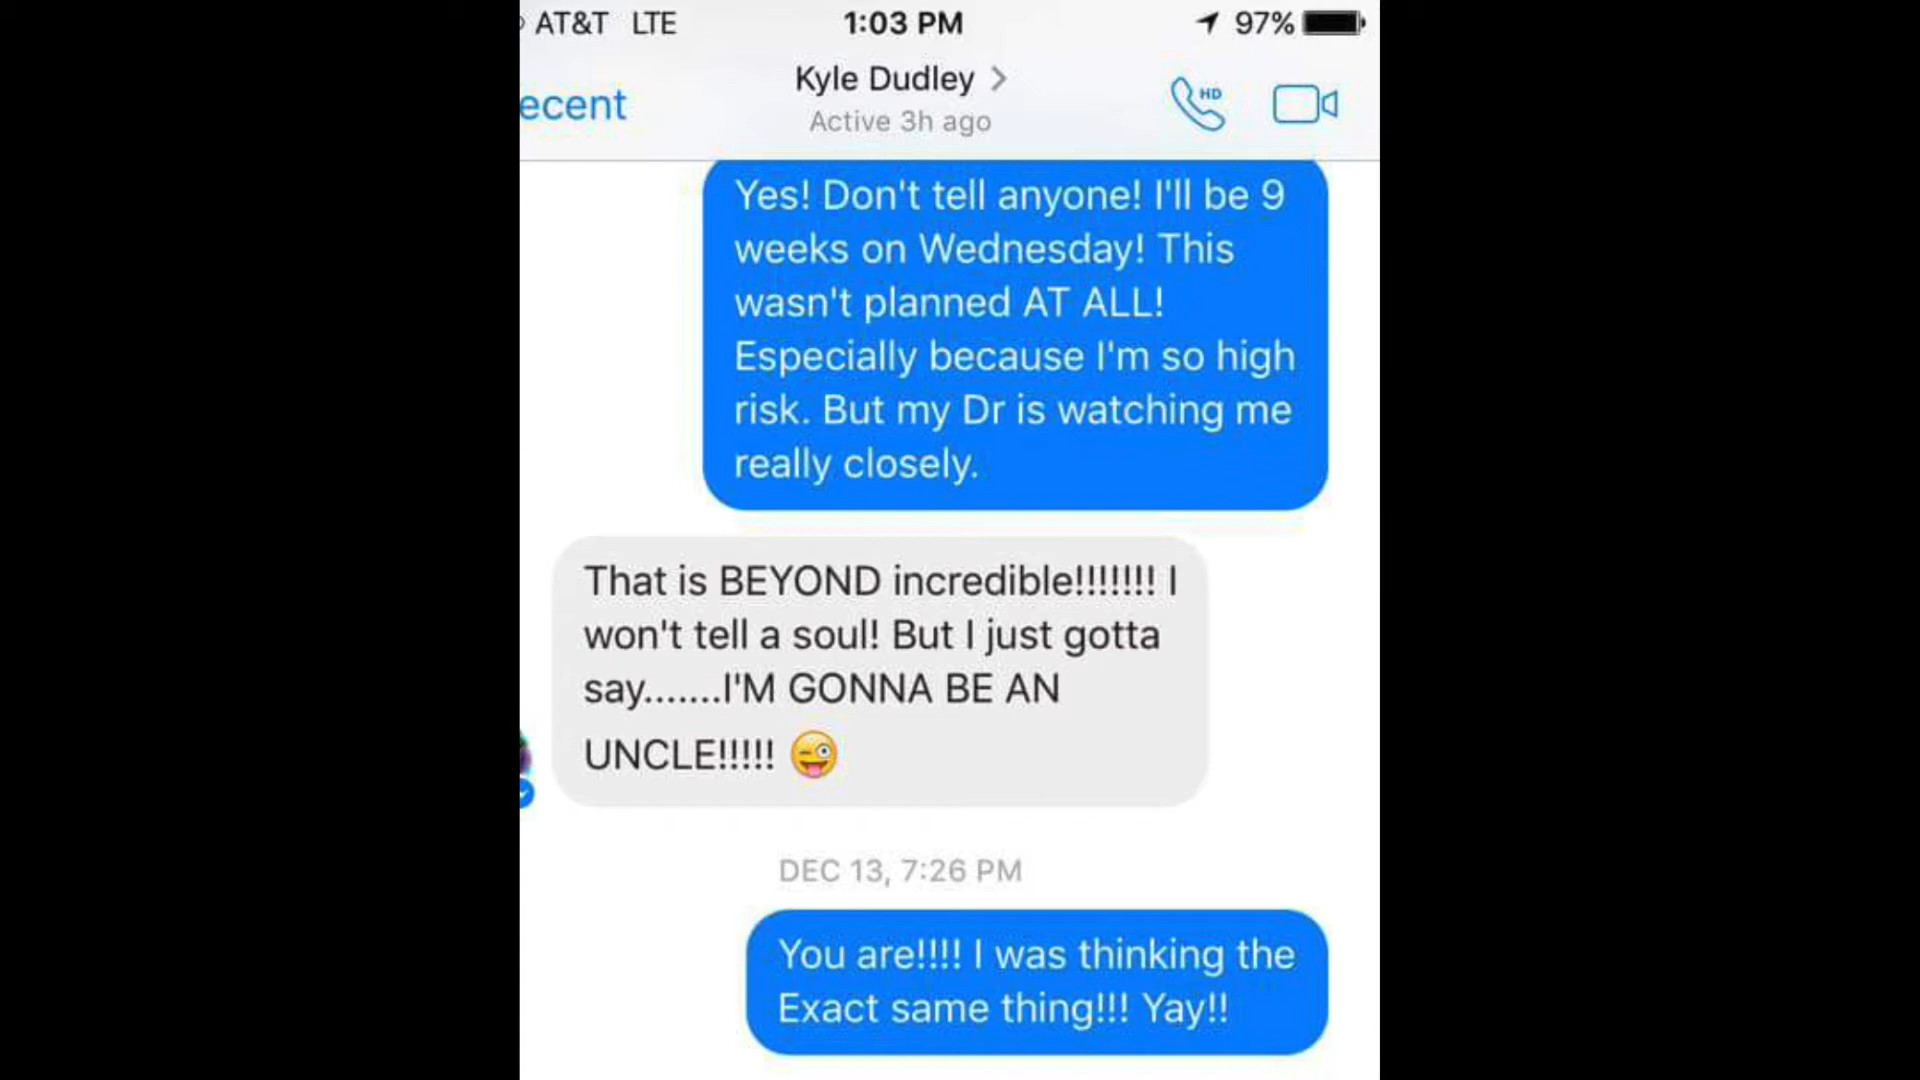 AT&T LTE 1:03 PM 97%
Kyle Dudley
ecent
Active 3h ago
HD
Yes! Don't tell anyone! I'll be 9
weeks on Wednesday! This
wasn't planned AT ALL!
Especially because I'm so high
risk. But my Dr is watching me
really closely.
That is BEYOND incredible!!!!!!! I
won't tell a soul! But I just gotta
say.......I'M GONNA BE AN
UNCLE!!!!! 😜
DEC 13, 7:26 PM
You are!!!! I was thinking the
Exact same thing!!! Yay!!